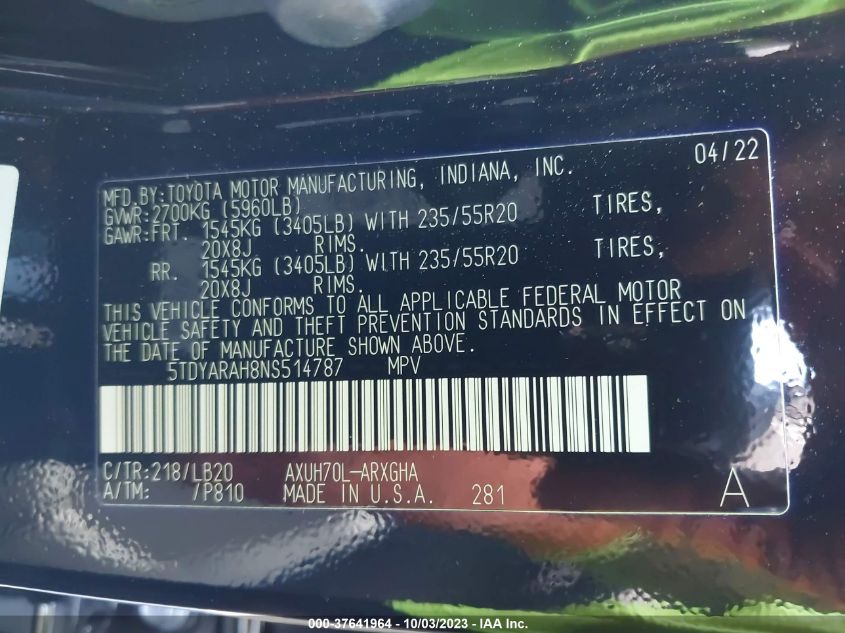 04/22
MFD.BY:TOYOTA MOTOR MANUFACTURING, INDIANA, INC.
GVWR:2700KG (5960LB)
GAWR:FRT. 1545KG (3405LB) WITH 235/55R20 TIRES,
20X8J RIMS.
RR. 1545KG (3405LB) WITH 235/55R20 TIRES,
20X8J RIMS.
THIS VEHICLE CONFORMS TO ALL APPLICABLE FEDERAL MOTOR
VEHICLE SAFETY AND THEFT PREVENTION STANDARDS IN EFFECT ON
THE DATE OF MANUFACTURE SHOWN ABOVE.
5TDYARAH8NS514787 MPV
C/TR:218/LB20 AXUH70L-ARXGHA
A/TM: /P810 MADE IN U.S.A. 281 A
000-37641964 - 10/03/2023 - IAA Inc.